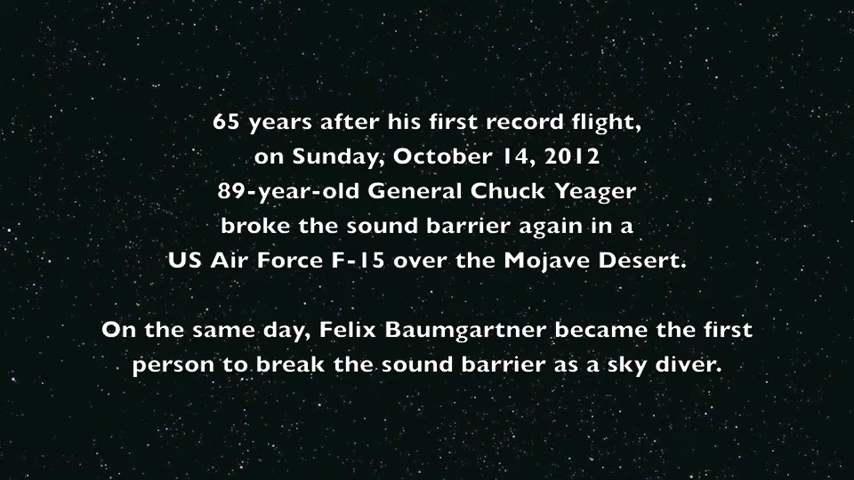 65 years after his first record flight,
on Sunday, October 14, 2012
89-year-old General Chuck Yeager
broke the sound barrier again in a
US Air Force F-15 over the Mojave Desert.
On the same day, Felix Baumgartner became the first
person to break the sound barrier as a sky diver.